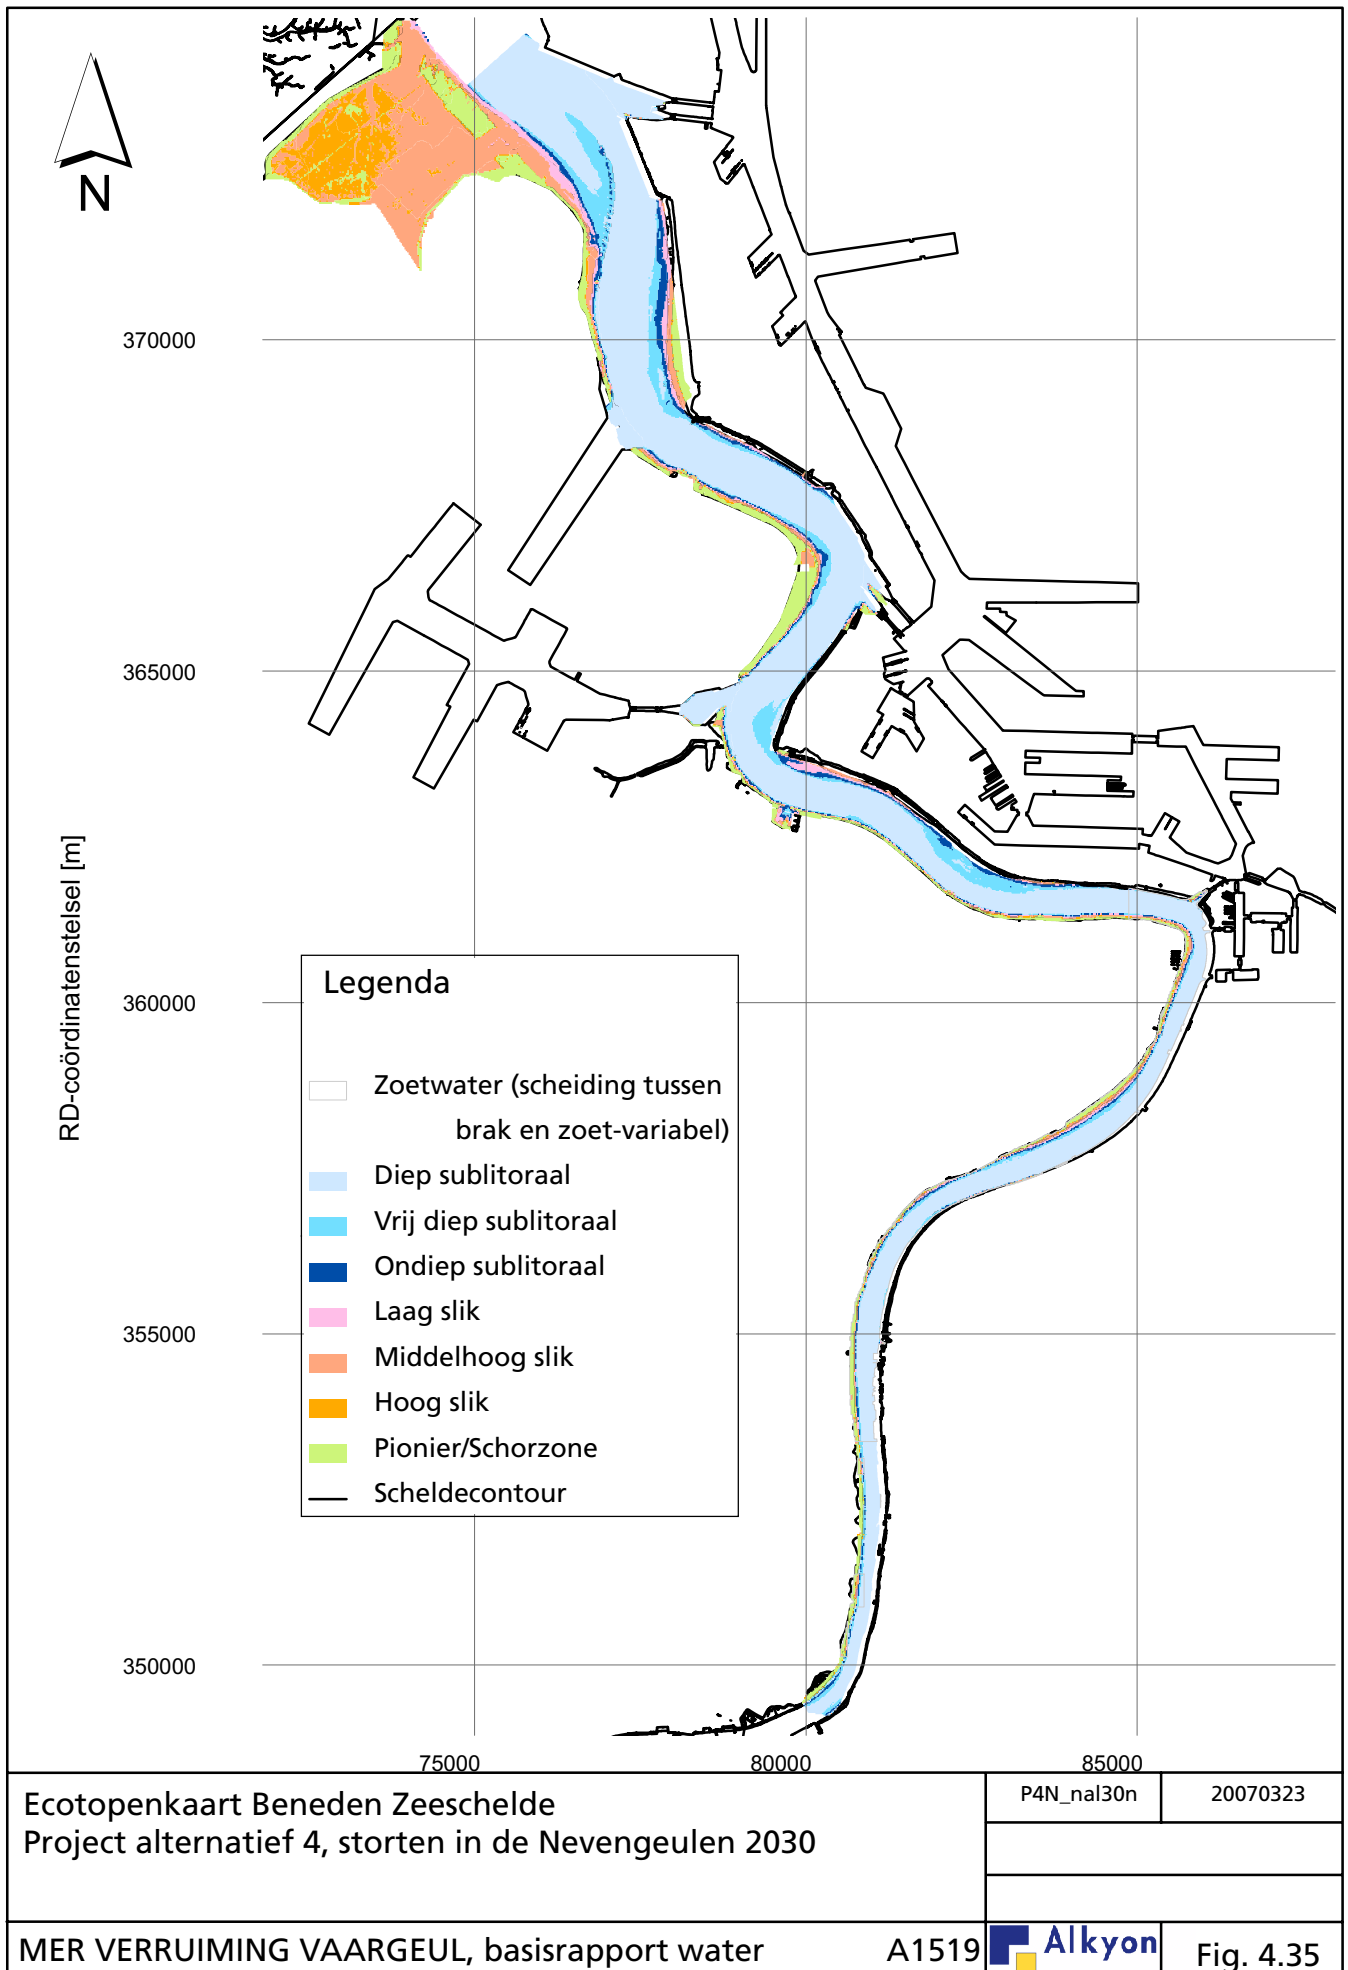 N
370000
365000
RD-coördinatenstelsel [m]
360000
355000
350000
Legenda
Zoetwater (scheiding tussen
brak en zoet-variabel)
Diep sublitoraal
Vrij diep sublitoraal
Ondiep sublitoraal
Laag slik
Middelhoog slik
Hoog slik
Pionier/Schorzone
Scheldecontour
75000 80000 85000
Ecotopenkaart Beneden Zeeschelde
Project alternatief 4, storten in de Nevengeulen 2030
P4N_nal30n 20070323
MER VERRUIMING VAARGEUL, basisrapport water A1519
Alkyon
Fig. 4.35